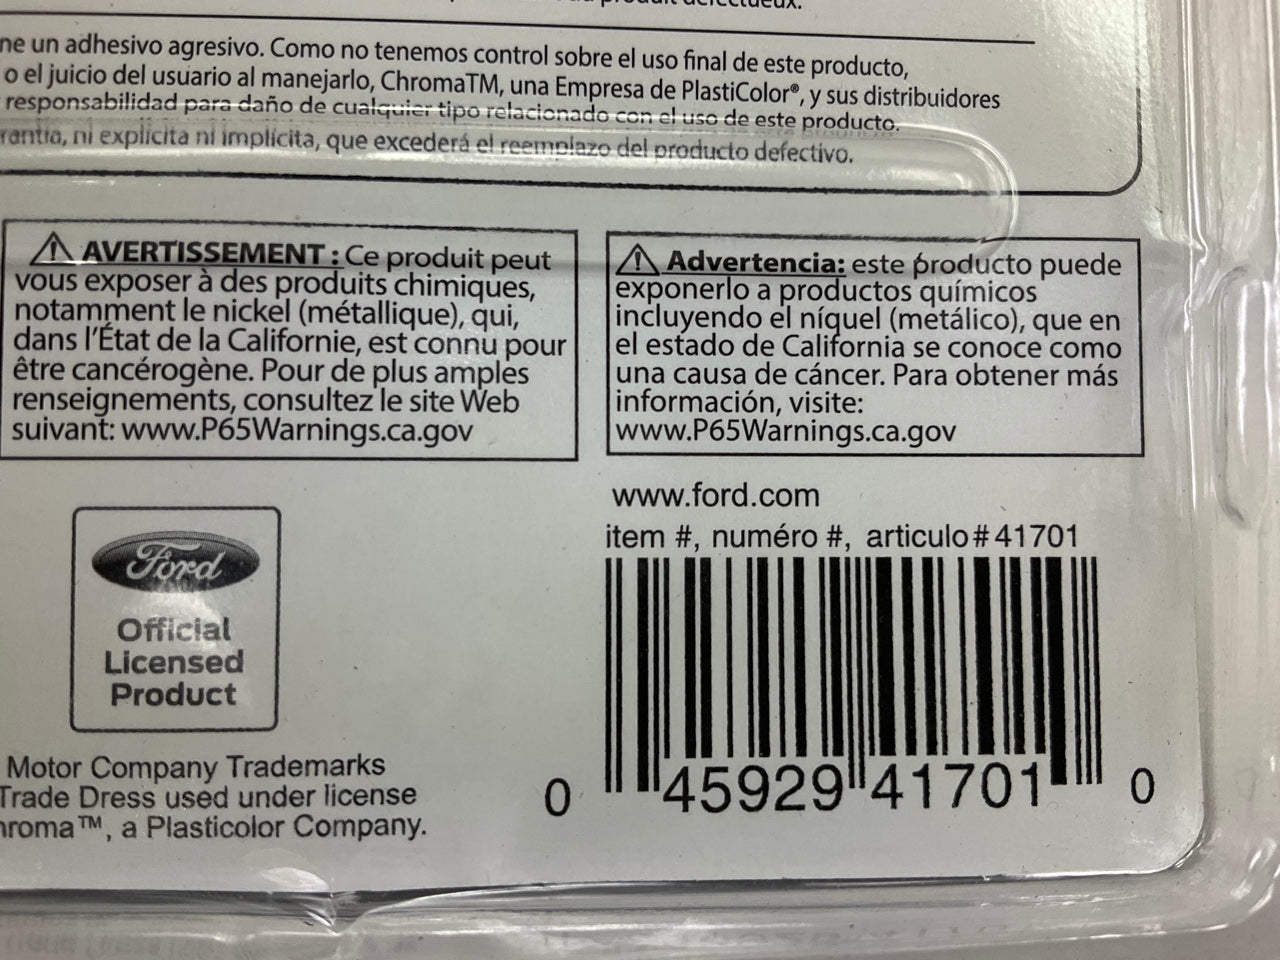 ne un adhesivo agresivo. Como no tenemos control sobre el uso final de este producto,
o el juicio del usuario al manejarlo, ChromaTM, una Empresa de PlastiColor®, y sus distribuidores
responsabilidad para daño de cualquier tipo relacionado con el uso de este producto.
rantía, ni explícita ni implícita, que excederá el reemplazo del producto defectivo.
⚠ AVERTISSEMENT : Ce produit peut
vous exposer à des produits chimiques,
notamment le nickel (métallique), qui,
dans l'État de la Californie, est connu pour
être cancérogène. Pour de plus amples
renseignements, consultez le site Web
suivant: www.P65Warnings.ca.gov
⚠ Advertencia: este producto puede
exponerlo a productos químicos
incluyendo el níquel (metálico), que en
el estado de California se conoce como
una causa de cáncer. Para obtener más
información, visite:
www.P65Warnings.ca.gov
www.ford.com
item #, numéro #, articulo # 41701
Ford
Official
Licensed
Product
Motor Company Trademarks
Trade Dress used under license
hroma™, a Plasticolor Company.
0 45929 41701 0